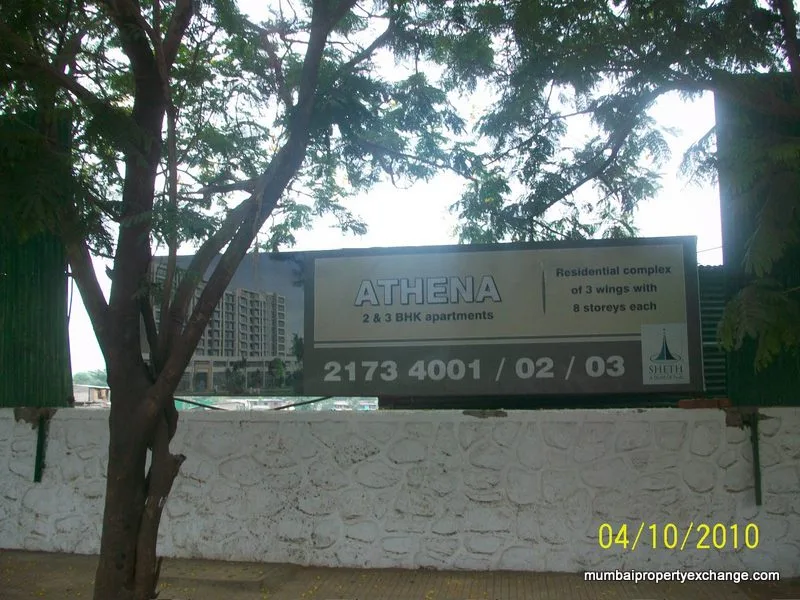 ATHENA
2 & 3 BHK apartments
Residential complex
of 3 wings with
8 storeys each
2173 4001 / 02 / 03
SHETH
04/10/2010
mumbaipropertyexchange.com